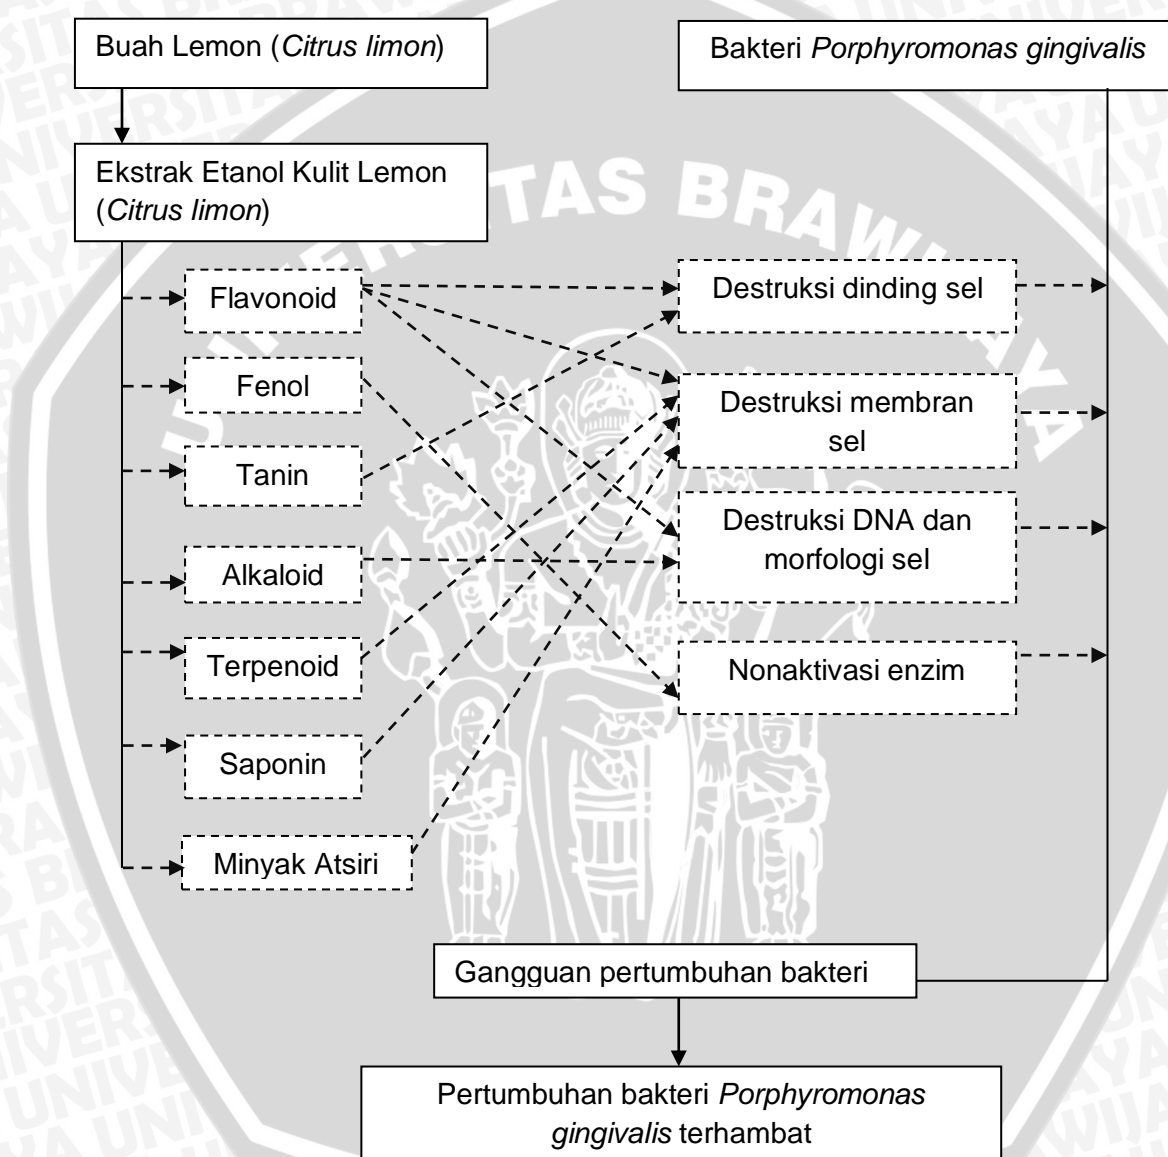 Buah Lemon (Citrus limon)
Bakteri Porphyromonas gingivalis
Ekstrak Etanol Kulit Lemon
(Citrus limon)
UNIVERSITAS BRAWIJAYA
Flavonoid
Fenol
Tanin
Alkaloid
Terpenoid
Saponin
Minyak Atsiri
Destruksi dinding sel
Destruksi membran
sel
Destruksi DNA dan
morfologi sel
Nonaktivasi enzim
Gangguan pertumbuhan bakteri
Pertumbuhan bakteri Porphyromonas
gingivalis terhambat